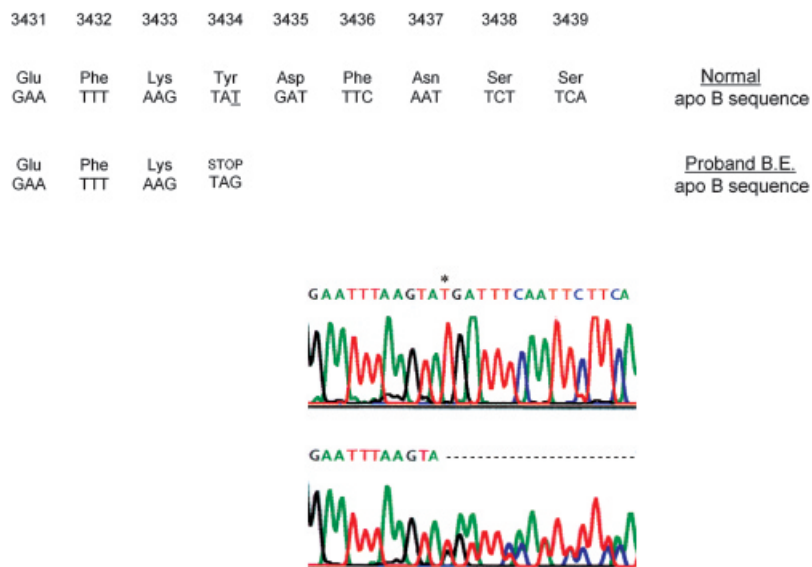 3431 3432 3433 3434 3435 3436 3437 3438 3439
Glu Phe Lys Tyr Asp Phe Asn Ser Ser Normal
GAA TTT AAG TAT GAT TTC AAT TCT TCA apo B sequence
Glu Phe Lys STOP Proband B.E.
GAA TTT AAG TAG apo B sequence
*
GAATTTAAGTATGATTTCAATTCTTCA
GAATTTAAGTA ----------------